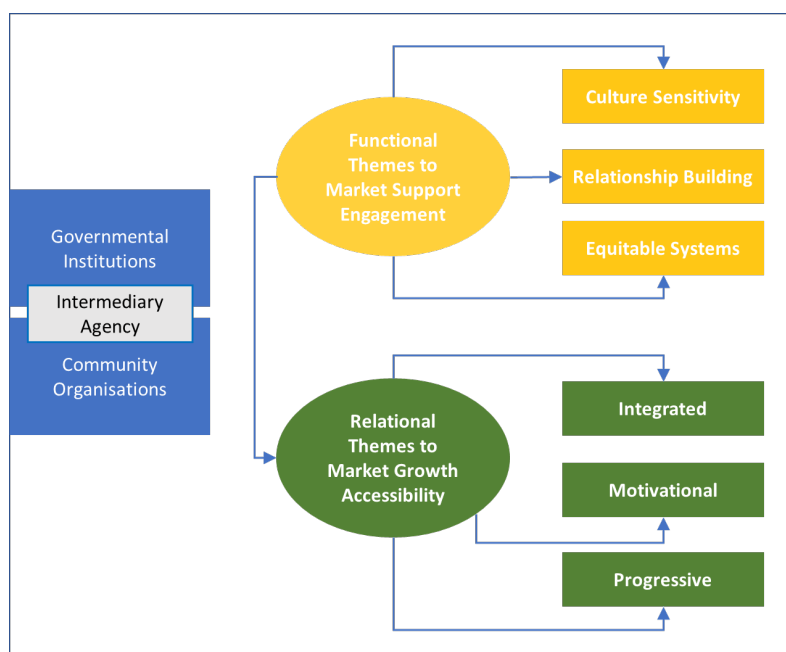 Governmental
Institutions
Intermediary
Agency
Community
Organisations
Functional
Themes to
Market Support
Engagement
Culture Sensitivity
Relationship Building
Equitable Systems
Relational
Themes to
Market Growth
Accessibility
Integrated
Motivational
Progressive